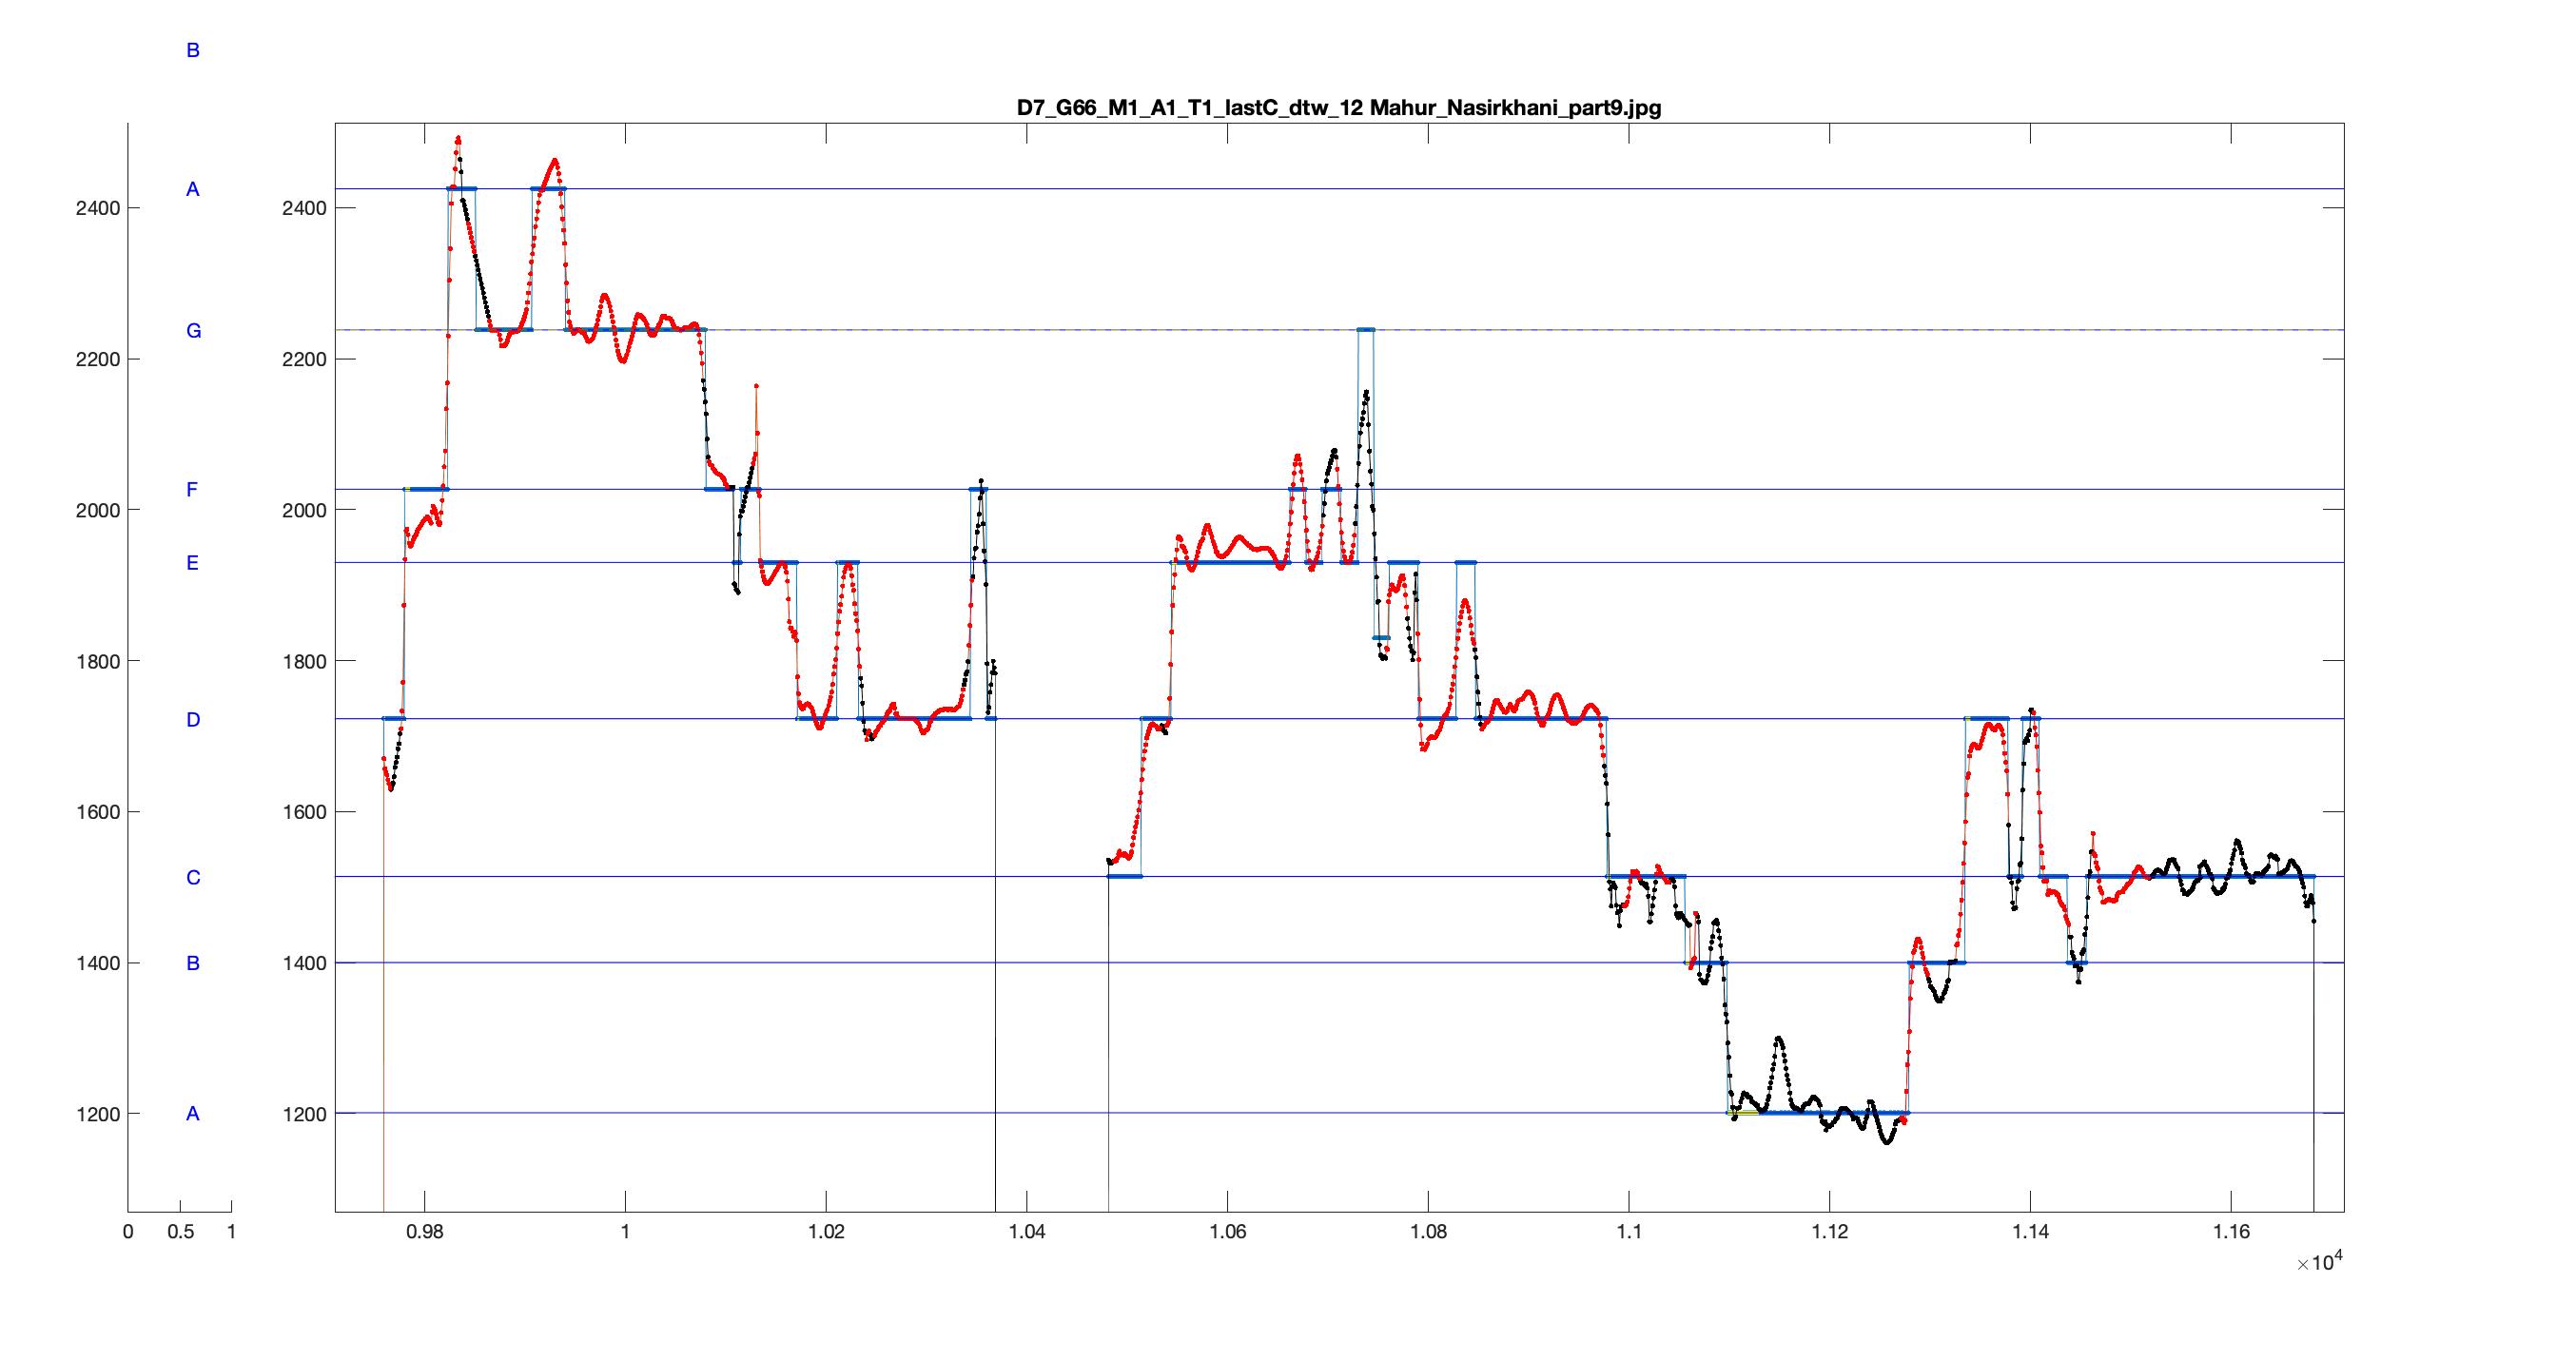 B
D7_G66_M1_A1_T1_lastC_dtw_12 Mahur_Nasirkhani_part9.jpg
A
2400 2400
G
2200 2200
F
2000 2000
E
1800 1800
D
1600 1600
C
1400 B 1400
1200 A 1200
0 0.5 1 0.98 1 1.02 1.04 1.06 1.08 1.1 1.12 1.14 1.16
×10^4